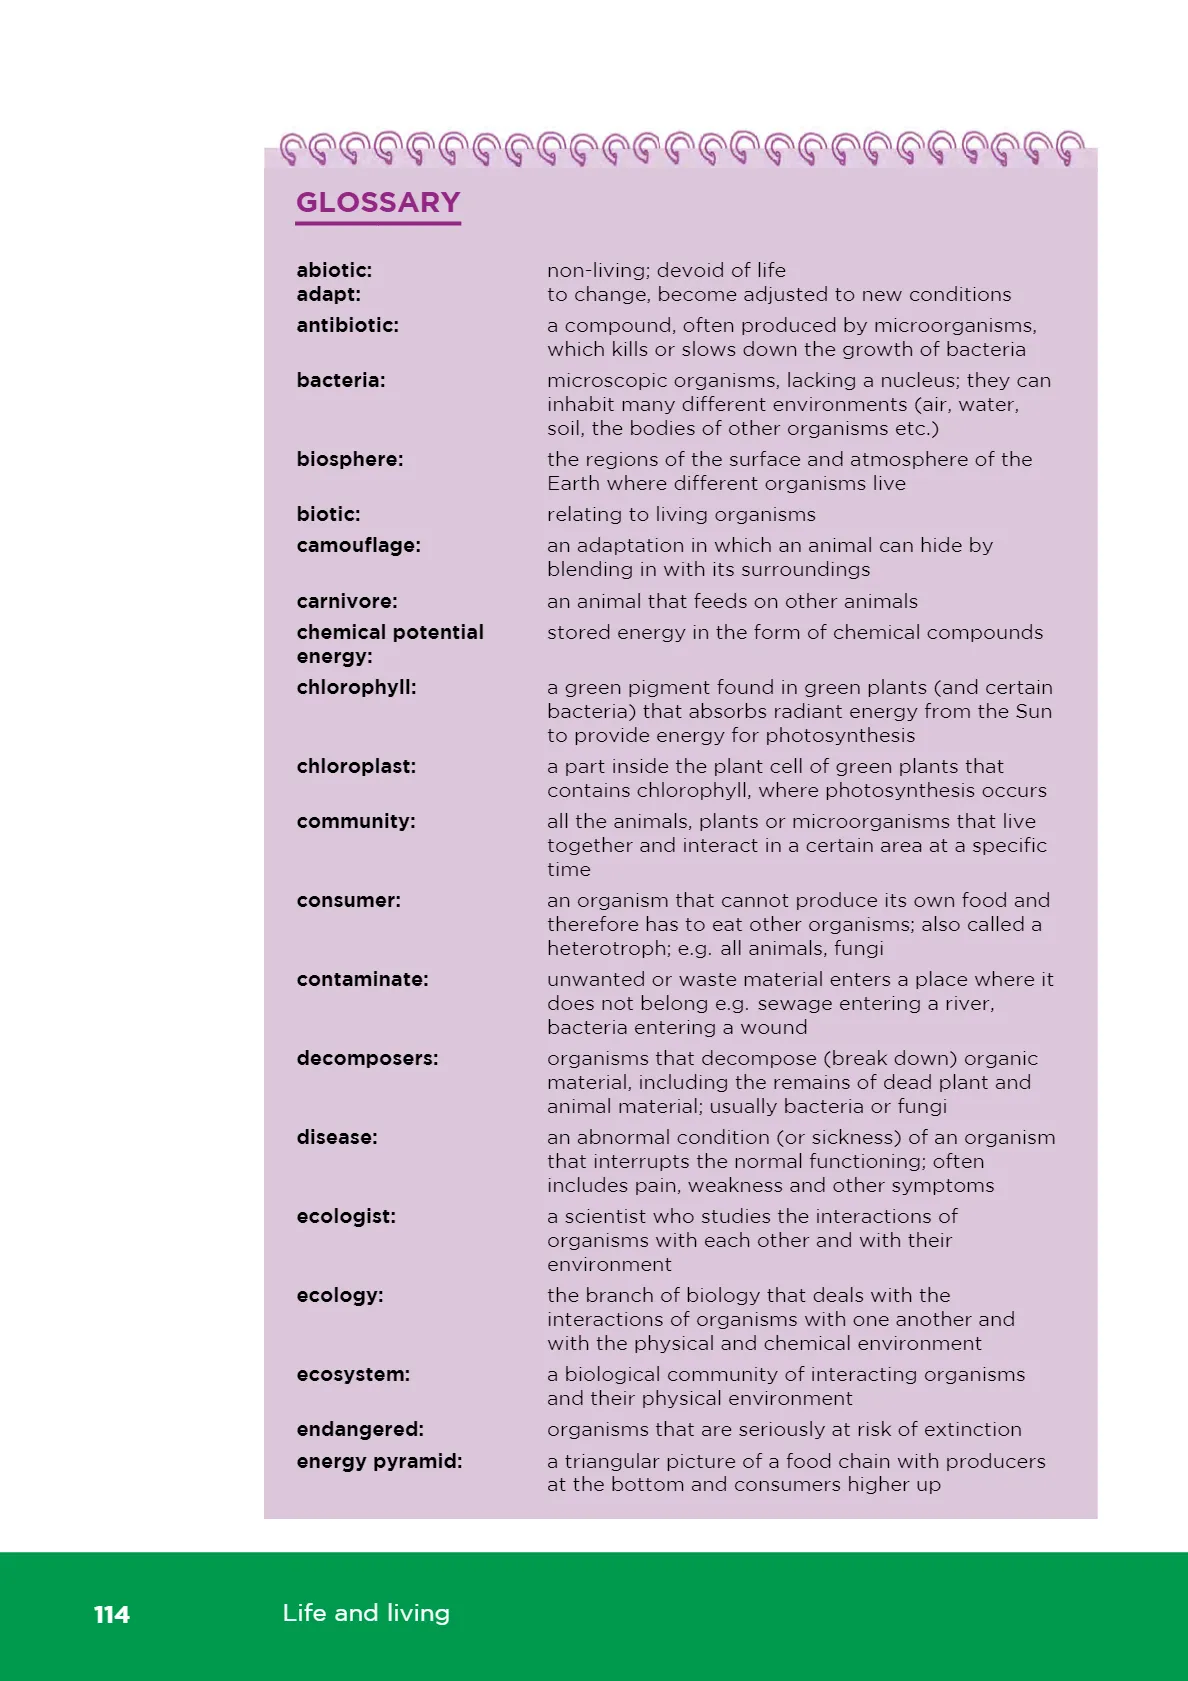 GLOSSARY
abiotic: non-living; devoid of life
adapt: to change, become adjusted to new conditions
antibiotic: a compound, often produced by microorganisms,
which kills or slows down the growth of bacteria
bacteria: microscopic organisms, lacking a nucleus; they can
inhabit many different environments (air, water,
soil, the bodies of other organisms etc.)
biosphere: the regions of the surface and atmosphere of the
Earth where different organisms live
biotic: relating to living organisms
camouflage: an adaptation in which an animal can hide by
blending in with its surroundings
carnivore: an animal that feeds on other animals
chemical potential stored energy in the form of chemical compounds
energy:
chlorophyll: a green pigment found in green plants (and certain
bacteria) that absorbs radiant energy from the Sun
to provide energy for photosynthesis
chloroplast: a part inside the plant cell of green plants that
contains chlorophyll, where photosynthesis occurs
community: all the animals, plants or microorganisms that live
together and interact in a certain area at a specific
time
consumer: an organism that cannot produce its own food and
therefore has to eat other organisms; also called a
heterotroph; e.g. all animals, fungi
contaminate: unwanted or waste material enters a place where it
does not belong e.g. sewage entering a river,
bacteria entering a wound
decomposers: organisms that decompose (break down) organic
material, including the remains of dead plant and
animal material; usually bacteria or fungi
disease: an abnormal condition (or sickness) of an organism
that interrupts the normal functioning; often
includes pain, weakness and other symptoms
ecologist: a scientist who studies the interactions of
organisms with each other and with their
environment
ecology: the branch of biology that deals with the
interactions of organisms with one another and
with the physical and chemical environment
ecosystem: a biological community of interacting organisms
and their physical environment
endangered: organisms that are seriously at risk of extinction
energy pyramid: a triangular picture of a food chain with producers
at the bottom and consumers higher up
114 Life and living